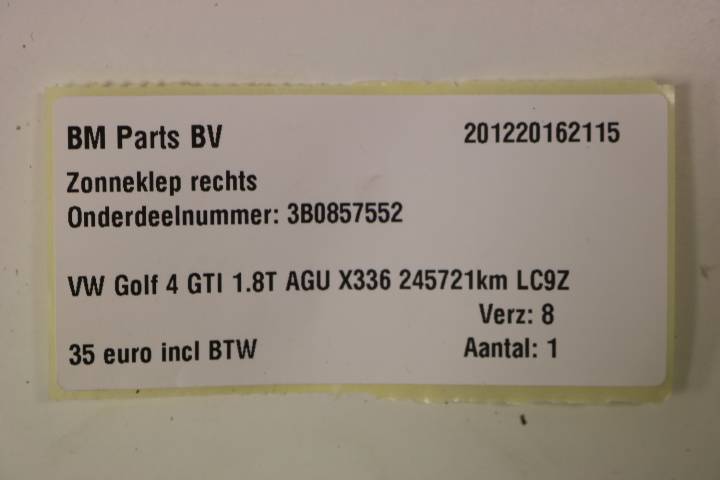 BM Parts BV 201220162115
Zonneklep rechts
Onderdeelnummer: 3B0857552
VW Golf 4 GTI 1.8T AGU X336 245721km LC9Z
Verz: 8
35 euro incl BTW Aantal: 1